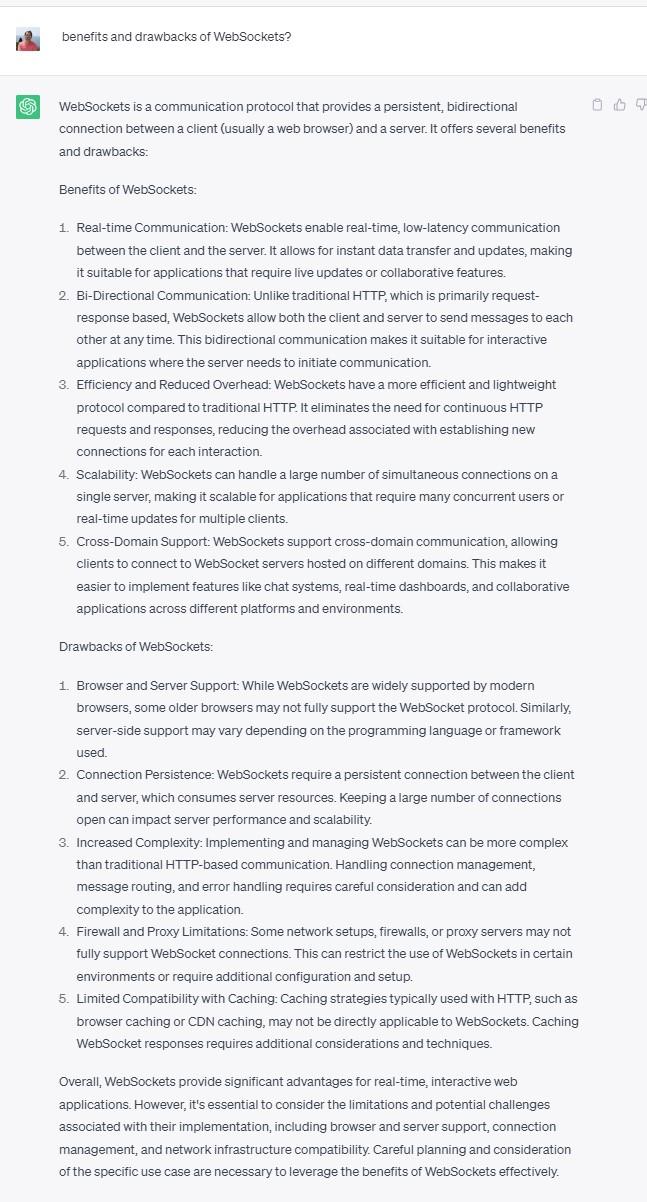 benefits and drawbacks of WebSockets?
WebSockets is a communication protocol that provides a persistent, bidirectional
connection between a client (usually a web browser) and a server. It offers several benefits
and drawbacks:
Benefits of WebSockets:
1. Real-time Communication: WebSockets enable real-time, low-latency communication
between the client and the server. It allows for instant data transfer and updates, making
it suitable for applications that require live updates or collaborative features.
2. Bi-Directional Communication: Unlike traditional HTTP, which is primarily request-
response based, WebSockets allow both the client and server to send messages to each
other at any time. This bidirectional communication makes it suitable for interactive
applications where the server needs to initiate communication.
3. Efficiency and Reduced Overhead: WebSockets have a more efficient and lightweight
protocol compared to traditional HTTP. It eliminates the need for continuous HTTP
requests and responses, reducing the overhead associated with establishing new
connections for each interaction.
4. Scalability: WebSockets can handle a large number of simultaneous connections on a
single server, making it scalable for applications that require many concurrent users or
real-time updates for multiple clients.
5. Cross-Domain Support: WebSockets support cross-domain communication, allowing
clients to connect to WebSocket servers hosted on different domains. This makes it
easier to implement features like chat systems, real-time dashboards, and collaborative
applications across different platforms and environments.
Drawbacks of WebSockets:
1. Browser and Server Support: While WebSockets are widely supported by modern
browsers, some older browsers may not fully support the WebSocket protocol. Similarly,
server-side support may vary depending on the programming language or framework
used.
2. Connection Persistence: WebSockets require a persistent connection between the client
and server, which consumes server resources. Keeping a large number of connections
open can impact server performance and scalability.
3. Increased Complexity: Implementing and managing WebSockets can be more complex
than traditional HTTP-based communication. Handling connection management,
message routing, and error handling requires careful consideration and can add
complexity to the application.
4. Firewall and Proxy Limitations: Some network setups, firewalls, or proxy servers may not
fully support WebSocket connections. This can restrict the use of WebSockets in certain
environments or require additional configuration and setup.
5. Limited Compatibility with Caching: Caching strategies typically used with HTTP, such as
browser caching or CDN caching, may not be directly applicable to WebSockets. Caching
WebSocket responses requires additional considerations and techniques.
Overall, WebSockets provide significant advantages for real-time, interactive web
applications. However, it's essential to consider the limitations and potential challenges
associated with their implementation, including browser and server support, connection
management, and network infrastructure compatibility. Careful planning and consideration
of the specific use case are necessary to leverage the benefits of WebSockets effectively.